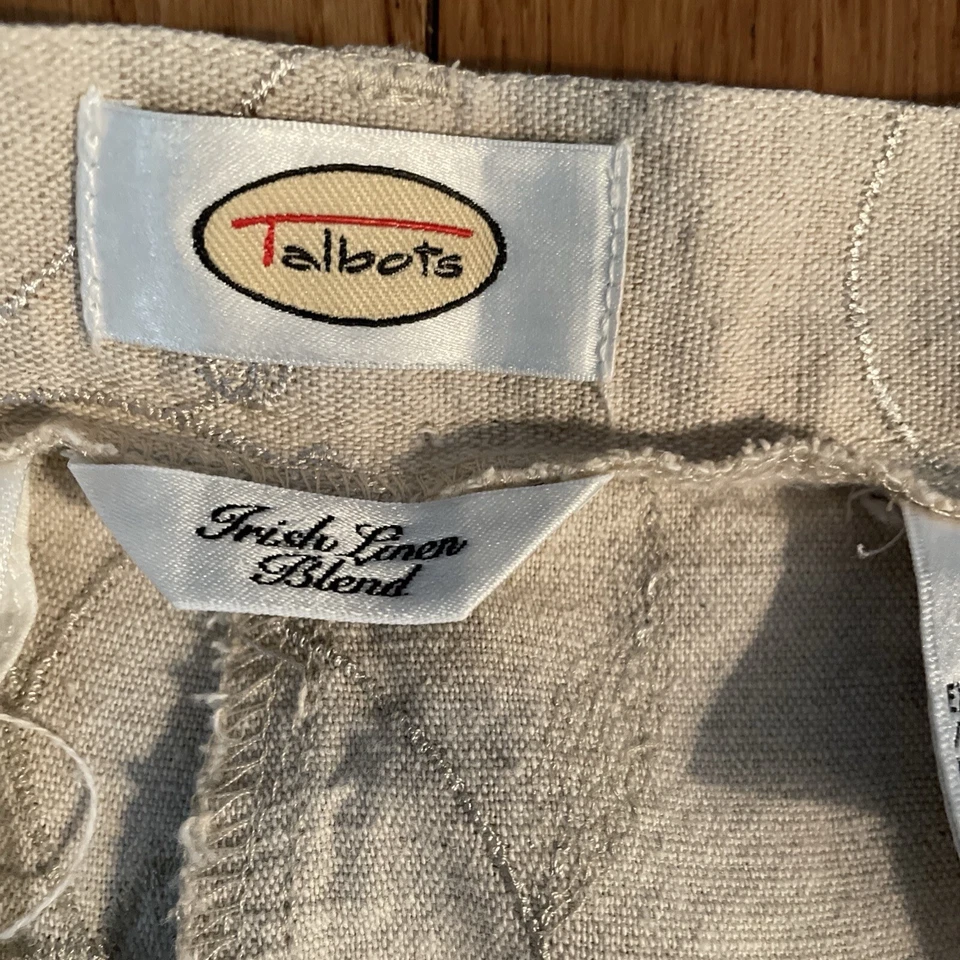 Talbots
Irish Linen
Blend